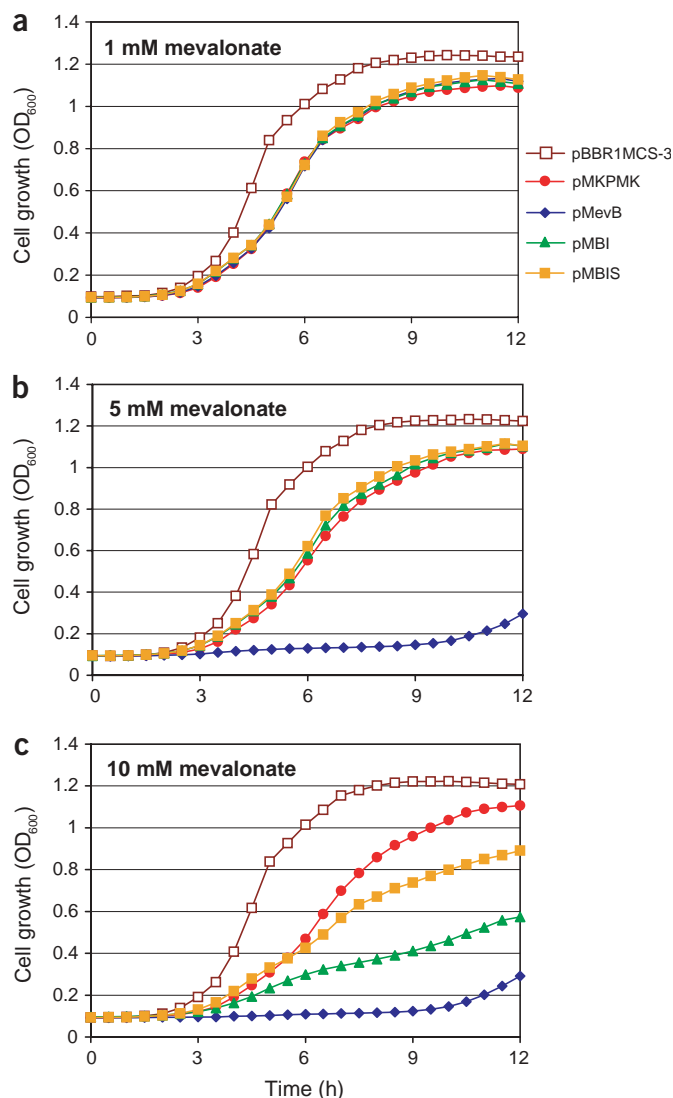 a
1 mM mevalonate
Cell growth (OD600)
1.4
1.2
1
0.8
0.6
0.4
0.2
0
0
3
6
9
12
pBBR1MCS-3
pMKPMK
pMevB
pMBI
pMBIS
b
5 mM mevalonate
Cell growth (OD600)
1.4
1.2
1
0.8
0.6
0.4
0.2
0
0
3
6
9
12
c
10 mM mevalonate
Cell growth (OD600)
1.4
1.2
1
0.8
0.6
0.4
0.2
0
0
3
6
9
12
Time (h)